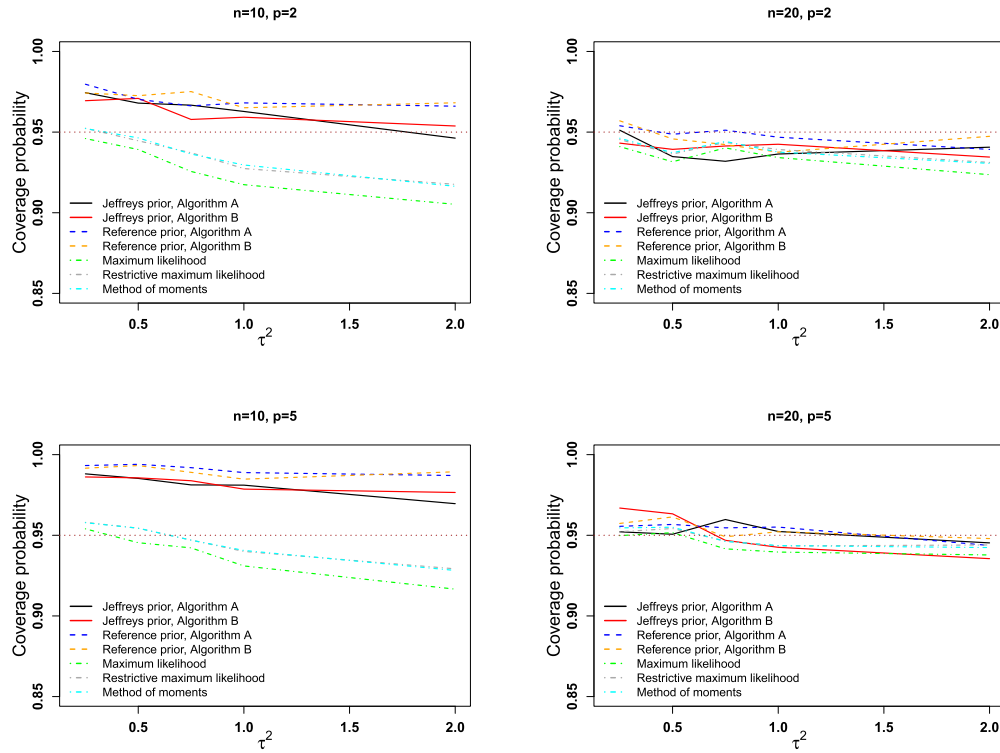 n=10, p=2
Coverage probability
1.00
0.95
0.90
0.85
Jeffreys prior, Algorithm A
Jeffreys prior, Algorithm B
Reference prior, Algorithm A
Reference prior, Algorithm B
Maximum likelihood
Restrictive maximum likelihood
Method of moments
0.5 1.0 1.5 2.0
τ²
n=20, p=2
Coverage probability
1.00
0.95
0.90
0.85
Jeffreys prior, Algorithm A
Jeffreys prior, Algorithm B
Reference prior, Algorithm A
Reference prior, Algorithm B
Maximum likelihood
Restrictive maximum likelihood
Method of moments
0.5 1.0 1.5 2.0
τ²
n=10, p=5
Coverage probability
1.00
0.95
0.90
0.85
Jeffreys prior, Algorithm A
Jeffreys prior, Algorithm B
Reference prior, Algorithm A
Reference prior, Algorithm B
Maximum likelihood
Restrictive maximum likelihood
Method of moments
0.5 1.0 1.5 2.0
τ²
n=20, p=5
Coverage probability
1.00
0.95
0.90
0.85
Jeffreys prior, Algorithm A
Jeffreys prior, Algorithm B
Reference prior, Algorithm A
Reference prior, Algorithm B
Maximum likelihood
Restrictive maximum likelihood
Method of moments
0.5 1.0 1.5 2.0
τ²